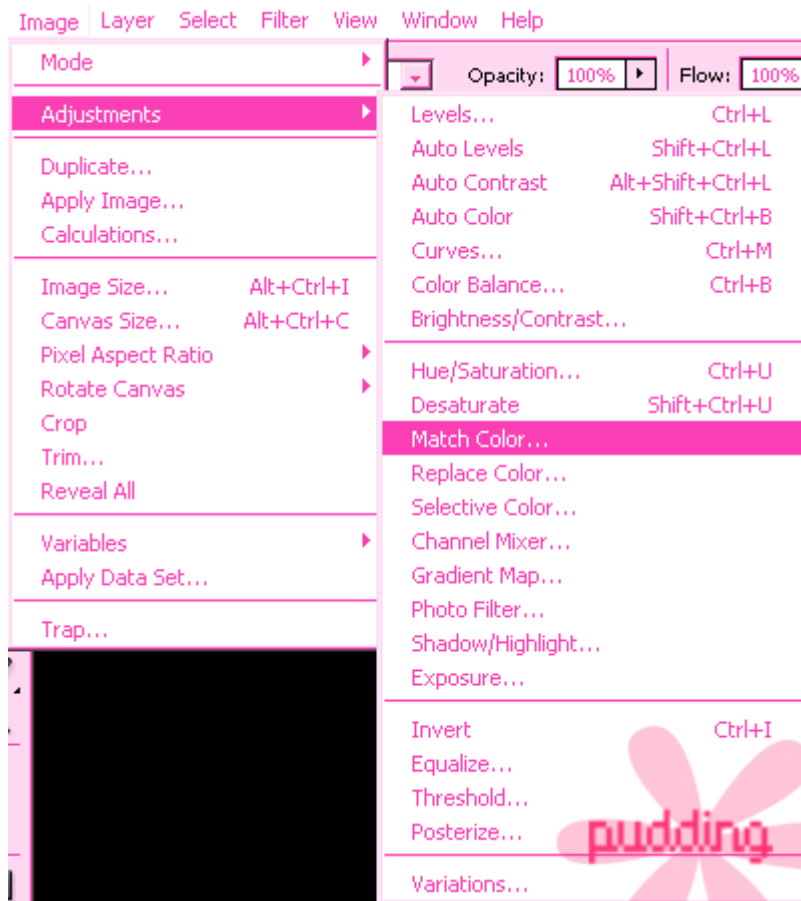 Image Layer Select Filter View Window Help
Opacity: 100% Flow: 100%
Mode
Adjustments
Duplicate...
Apply Image...
Calculations...
Image Size... Alt+Ctrl+I
Canvas Size... Alt+Ctrl+C
Pixel Aspect Ratio
Rotate Canvas
Crop
Trim...
Reveal All
Variables
Apply Data Set...
Trap...
Levels... Ctrl+L
Auto Levels Shift+Ctrl+L
Auto Contrast Alt+Shift+Ctrl+L
Auto Color Shift+Ctrl+B
Curves... Ctrl+M
Color Balance... Ctrl+B
Brightness/Contrast...
Hue/Saturation... Ctrl+U
Desaturate Shift+Ctrl+U
Match Color...
Replace Color...
Selective Color...
Channel Mixer...
Gradient Map...
Photo Filter...
Shadow/Highlight...
Exposure...
Invert Ctrl+I
Equalize...
Threshold...
Posterize...
Variations...
pudding